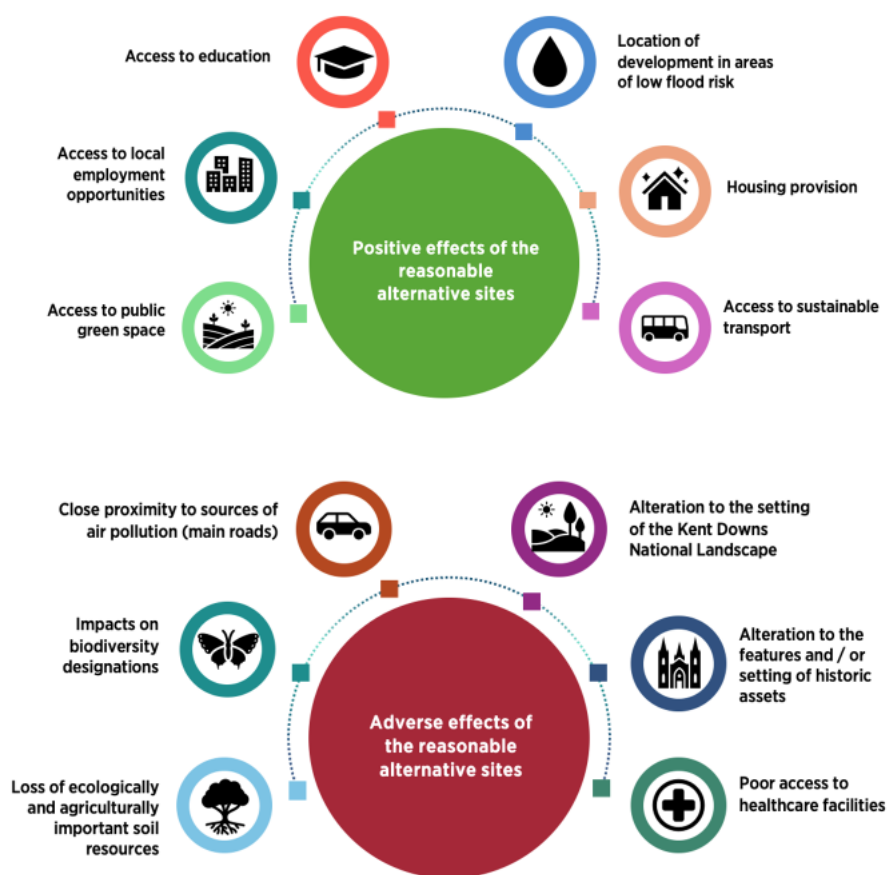 Access to education
Location of
development in areas
of low flood risk
Access to local
employment
opportunities
Housing provision
Positive effects of the
reasonable
alternative sites
Access to public
green space
Access to sustainable
transport
Close proximity to sources of
air pollution (main roads)
Alteration to the setting
of the Kent Downs
National Landscape
Impacts on
biodiversity
designations
Alteration to the
features and / or
setting of historic
assets
Adverse effects of
the reasonable
alternative sites
Loss of ecologically
and agriculturally
important soil
resources
Poor access to
healthcare facilities